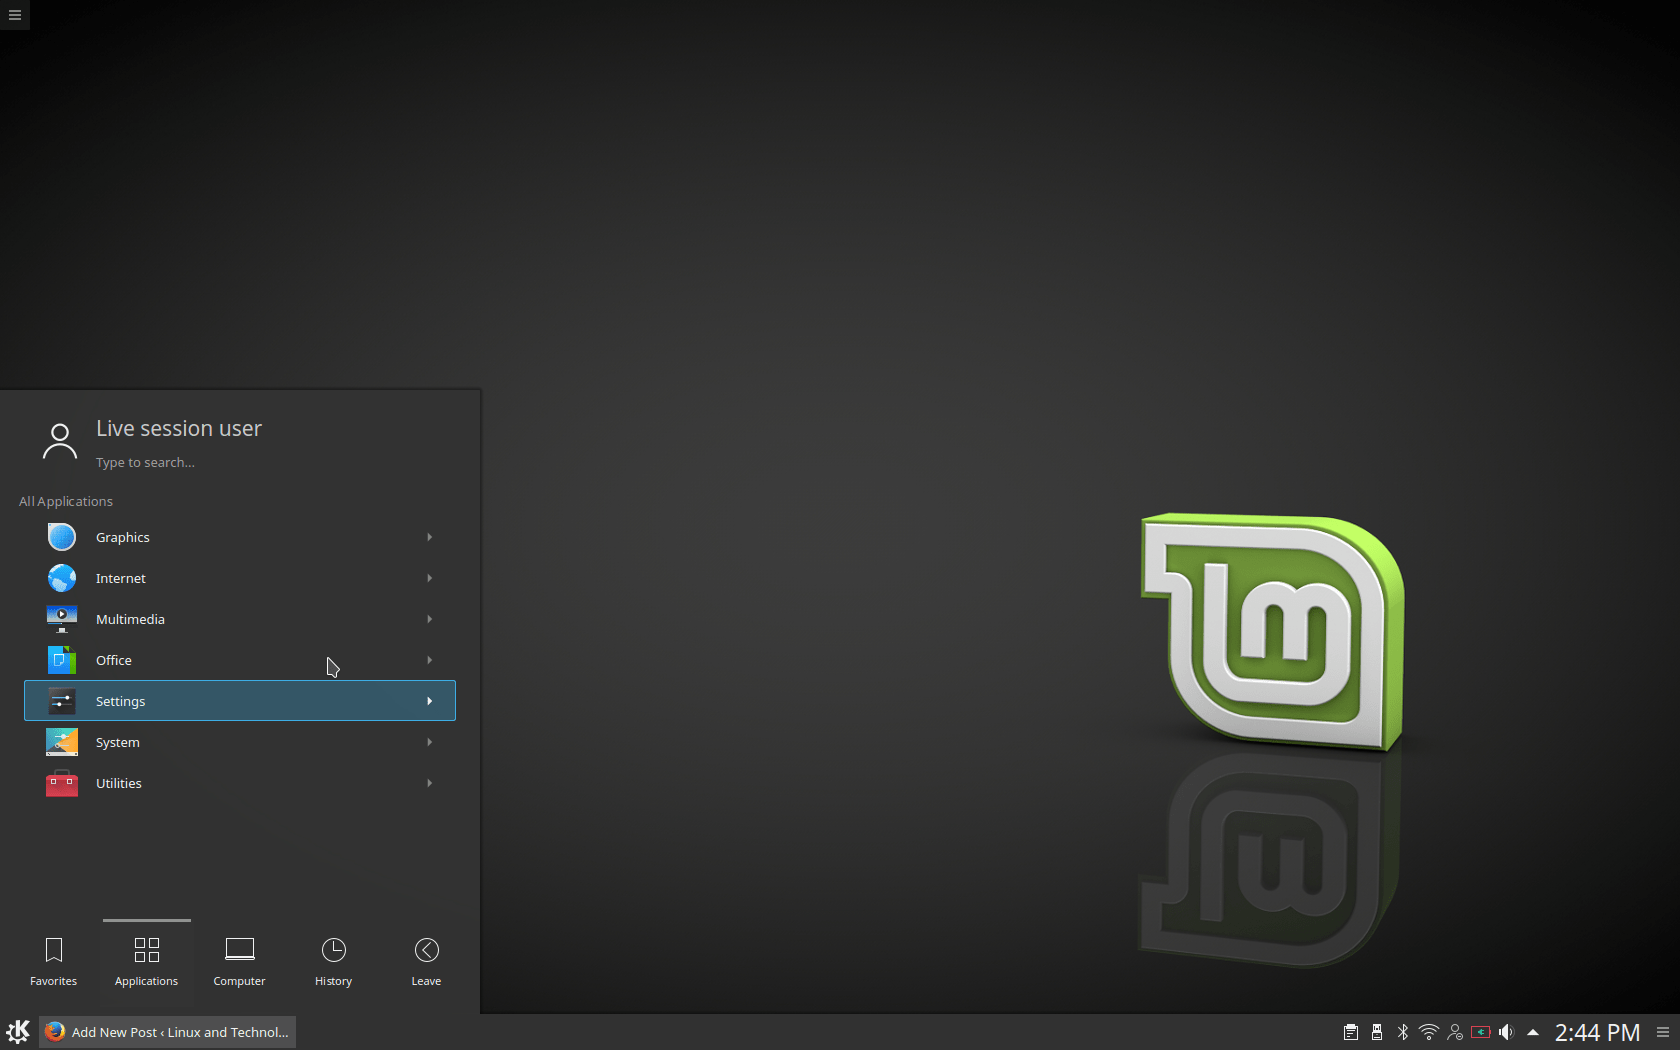 Live session user
Type to search...
All Applications
Graphics
Internet
Multimedia
Office
Settings
System
Utilities
Favorites
Applications
Computer
History
Leave
Add New Post ‹ Linux and Technol...
2:44 PM